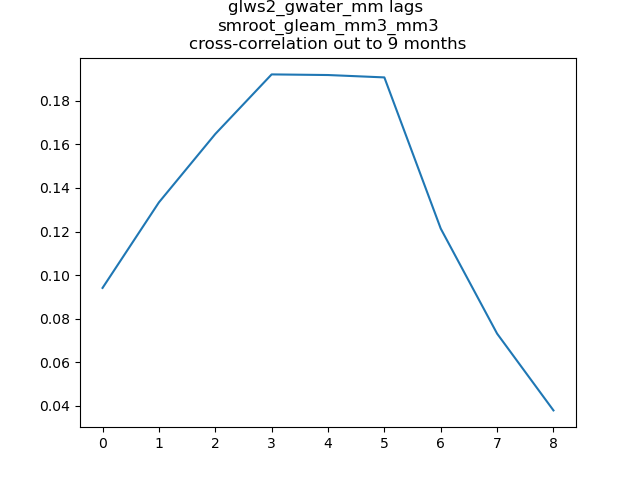 glws2_gwater_mm lags
smroot_gleam_mm3_mm3
cross-correlation out to 9 months
0.18
0.16
0.14
0.12
0.10
0.08
0.06
0.04
0 1 2 3 4 5 6 7 8